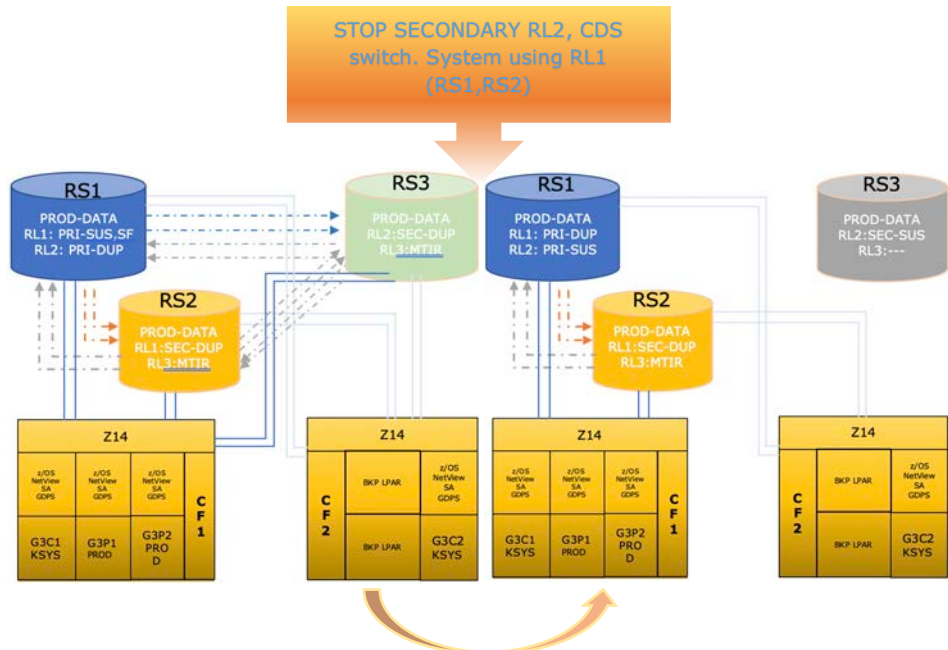 STOP SECONDARY RL2, CDS
switch. System using RL1
(RS1,RS2)
RS1
PROD-DATA
RL1: PRI-SUS,SF
RL2: PRI-DUP
RS3
PROD-DATA
RL2:SEC-DUP
RL3:MTIR
RS2
PROD-DATA
RL1:SEC-DUP
RL3:MTIR
RS1
PROD-DATA
RL1: PRI-DUP
RL2: PRI-SUS
RS3
PROD-DATA
RL2:SEC-SUS
RL3:---
RS2
PROD-DATA
RL1:SEC-DUP
RL3:MTIR
Z14
z/OS
NetView
SA
GDPS
z/OS
NetView
SA
GDPS
z/OS
NetView
SA
GDPS
G3C1
KSYS
G3P1
PROD
G3P2
PRO
D
C
F
1
Z14
C
F
2
BKP LPAR
z/OS
NetView
SA
GDPS
BKP LPAR
G3C2
KSYS
Z14
z/OS
NetView
SA
GDPS
z/OS
NetView
SA
GDPS
z/OS
NetView
SA
GDPS
G3C1
KSYS
G3P1
PROD
G3P2
PRO
D
C
F
1
Z14
C
F
2
BKP LPAR
z/OS
NetView
SA
GDPS
BKP LPAR
G3C2
KSYS